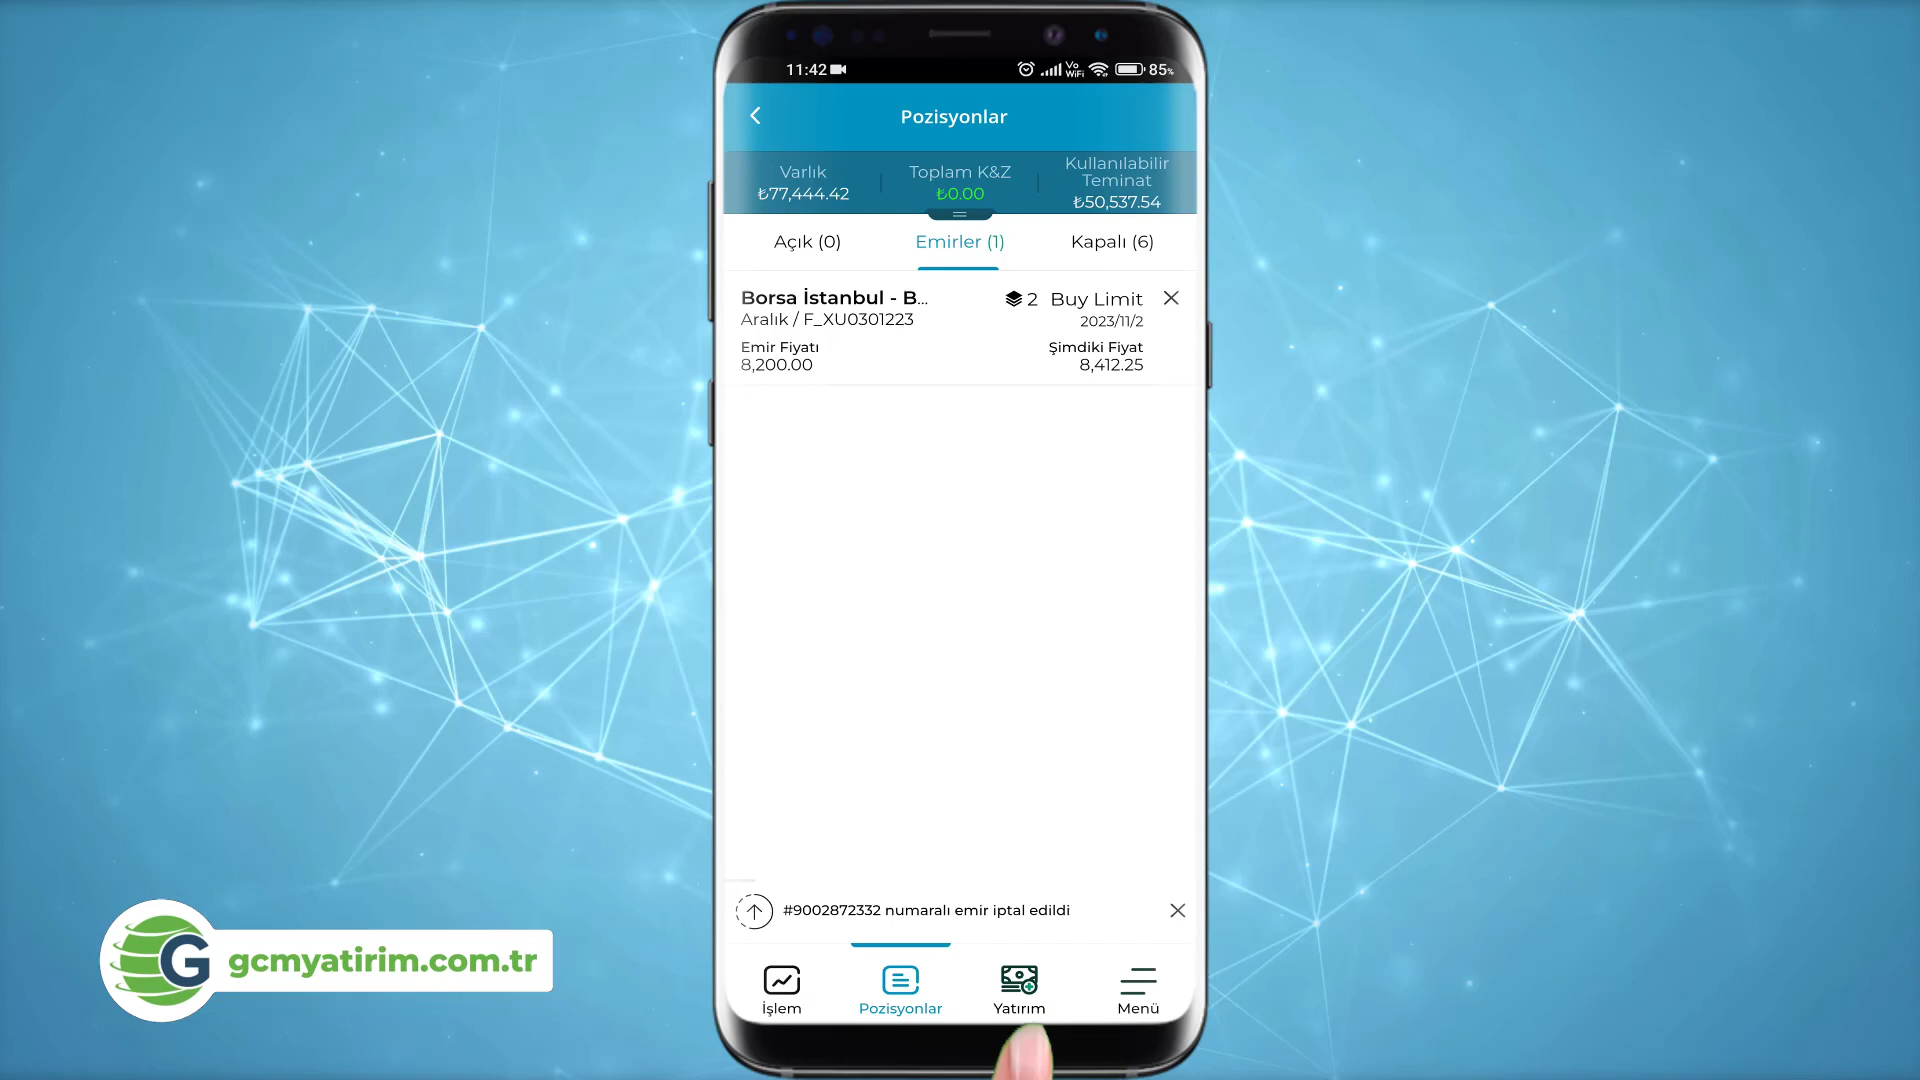 11:42
Vo
WiFi
85%
Pozisyonlar
Varlık
₺77,444.42
Toplam K&Z
₺0.00
Kullanılabilir
Teminat
₺50,537.54
Açık (0)
Emirler (1)
Kapalı (6)
Borsa İstanbul - B...
2 Buy Limit
Aralık / F_XU0301223
2023/11/2
Emir Fiyatı
Şimdiki Fiyat
8,200.00
8,412.25
#9002872332 numaralı emir iptal edildi
İşlem
Pozisyonlar
Yatırım
Menü
G
gcmyatirim.com.tr